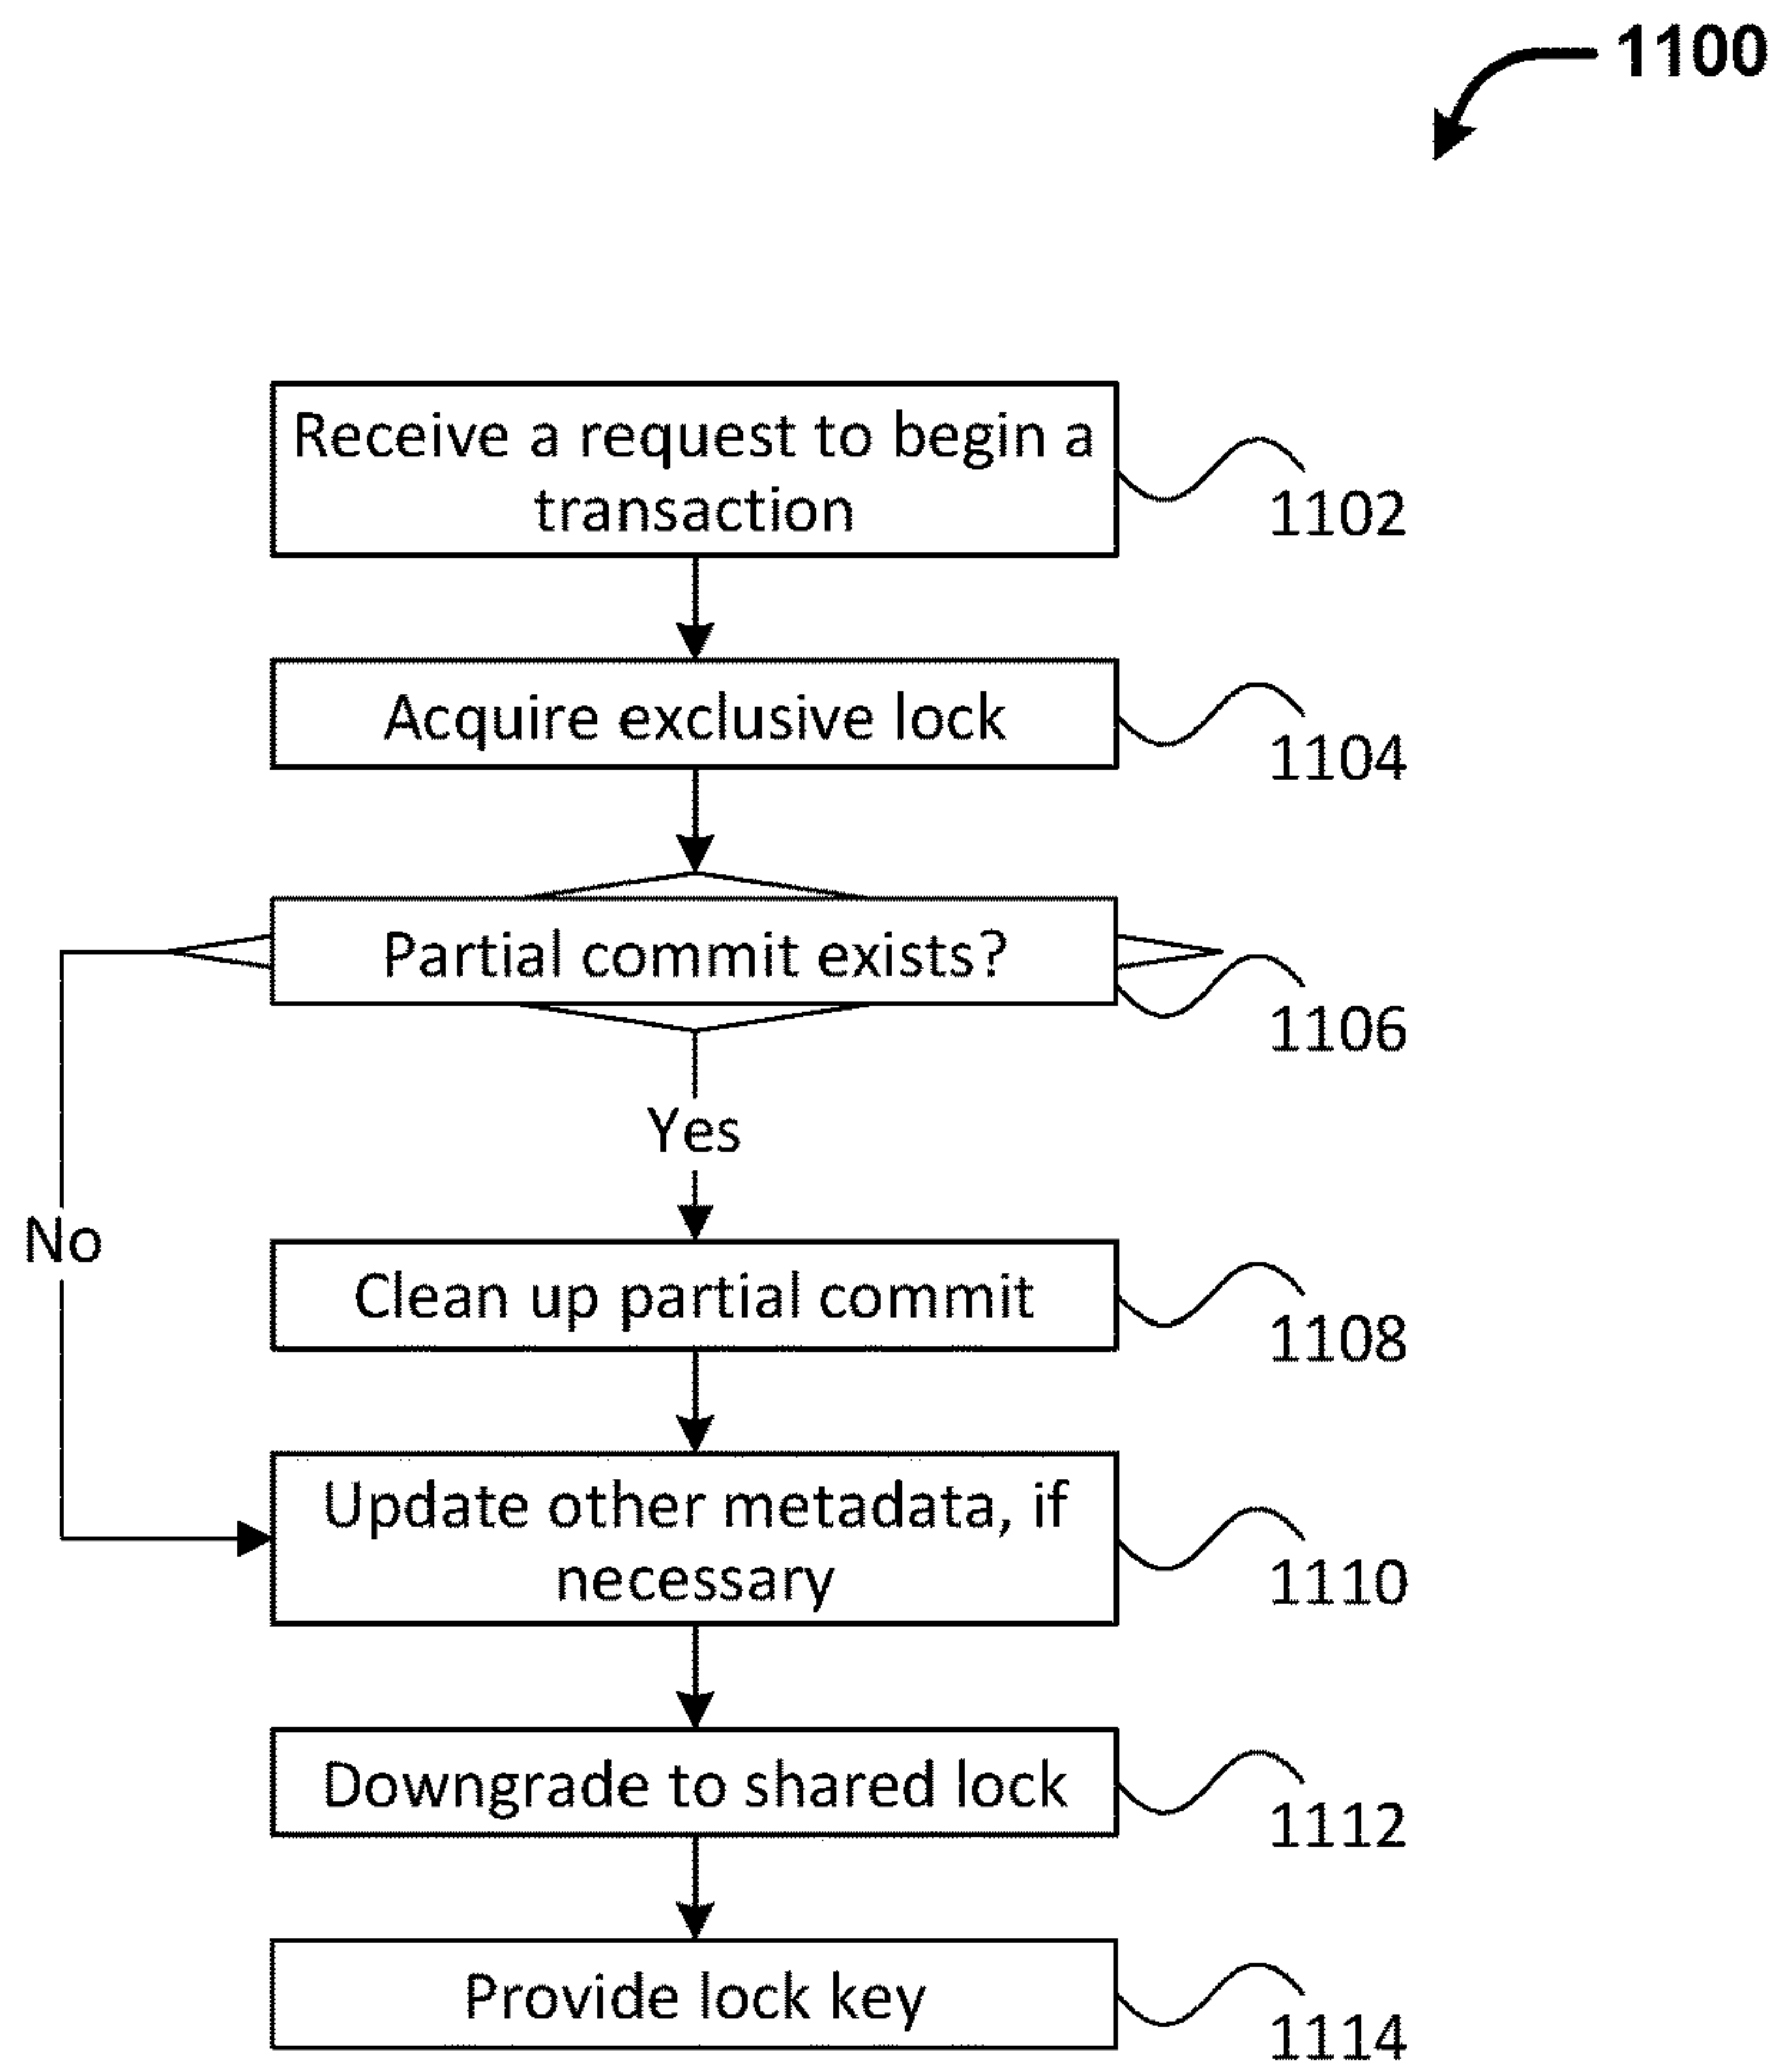 1100
Receive a request to begin a
transaction
1102
Acquire exclusive lock
1104
Partial commit exists?
1106
Yes
No
Clean up partial commit
1108
Update other metadata, if
necessary
1110
Downgrade to shared lock
1112
Provide lock key
1114